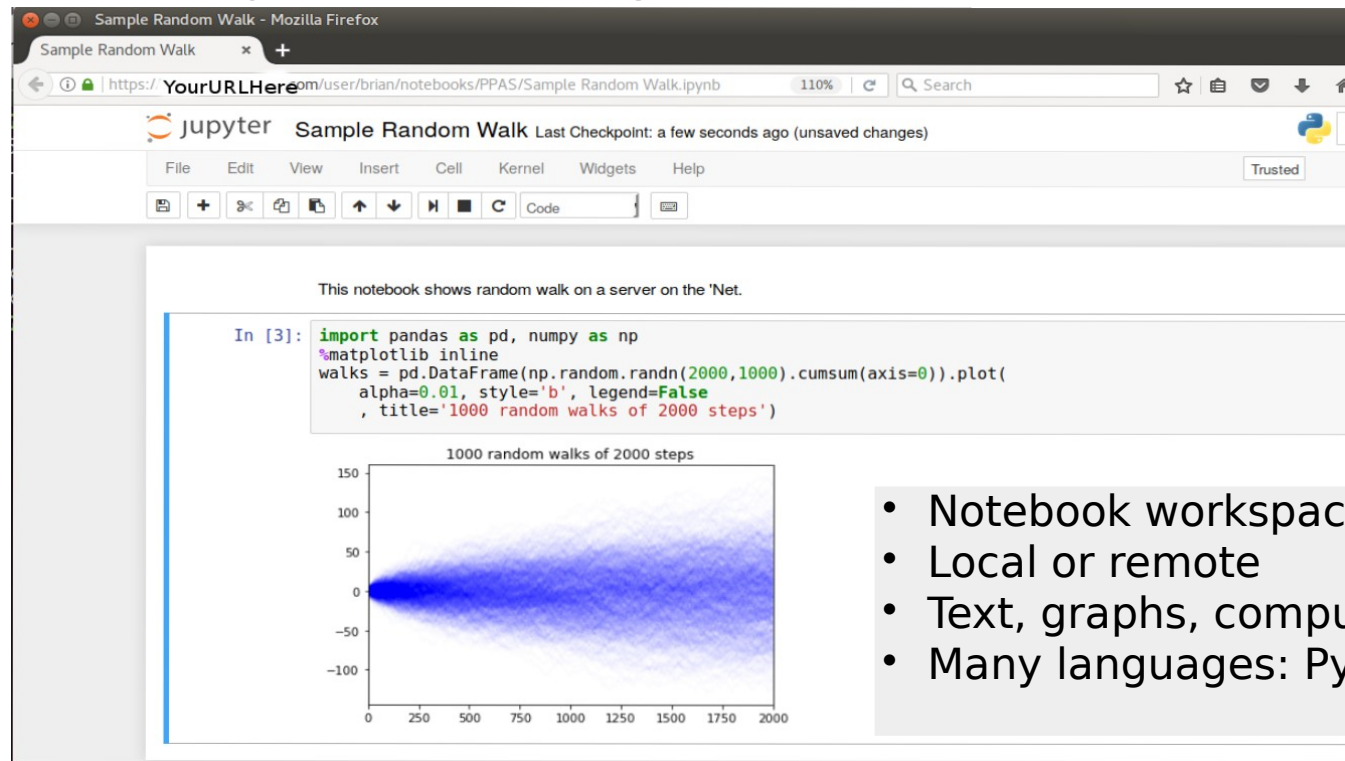 Sample Random Walk - Mozilla Firefox
Sample Random Walk × +
https:/ YourURLHere om/user/brian/notebooks/PPAS/Sample Random Walk.ipynb 110% Search
jupyter Sample Random Walk Last Checkpoint: a few seconds ago (unsaved changes)
File Edit View Insert Cell Kernel Widgets Help Trusted
Code
This notebook shows random walk on a server on the 'Net.
In [3]: import pandas as pd, numpy as np
%matplotlib inline
walks = pd.DataFrame(np.random.randn(2000,1000).cumsum(axis=0)).plot(
alpha=0.01, style='b', legend=False
, title='1000 random walks of 2000 steps')
1000 random walks of 2000 steps
150
100
50
0
−50
−100
0 250 500 750 1000 1250 1500 1750 2000
• Notebook workspac
• Local or remote
• Text, graphs, compu
• Many languages: Py